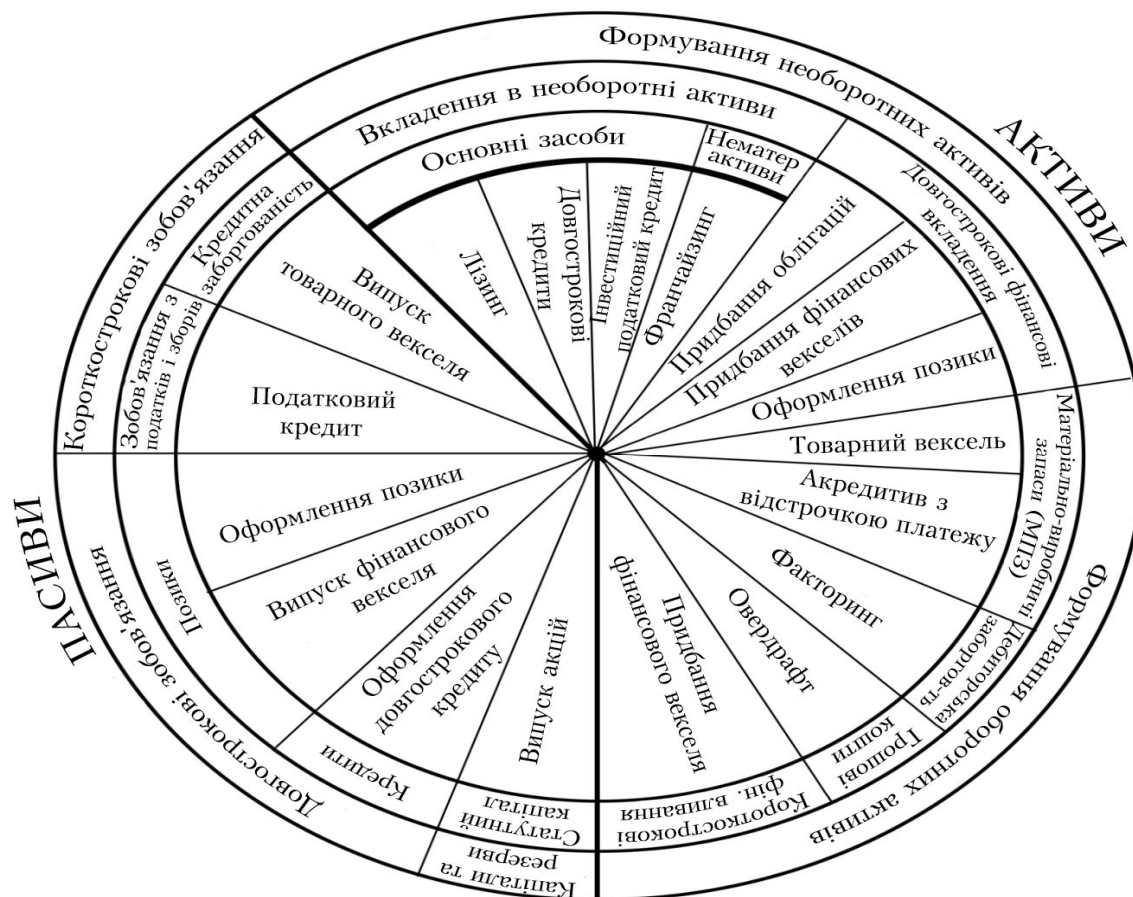 Формування необоротних активів
АКТИВИ
Вкладення в необоротні активи
Основні засоби
Нематер
активи
Довгострокові фінансові
вкладення
Лізинг
Довгострокові
кредити
Інвестиційний
податковий кредит
Франчайзинг
Придбання облігацій
Придбання фінансових
векселів
Оформлення позики
Матеріально-виробничі
запаси (МПЗ)
Товарний вексель
Акредитив з
відстрочкою платежу
Формування оборотних активів
Дебиторська
заборгов-ть
Факторинг
Грошові
кошти
Овердрафт
Короткострокові
фін. вливання
Придбання
фінансового векселя
ПАСИВИ
Капітали та
резерви
Статутний
капітал
Випуск акцій
Довгострокові зобов'язання
Кредити
Оформлення
довгострокового
кредиту
Позики
Випуск фінансового
векселя
Оформлення позики
Короткострокові зобов'язання
Зобов'язання з
податків і зборів
Податковий
кредит
Кредитна
заборгованість
Випуск
товарного векселя